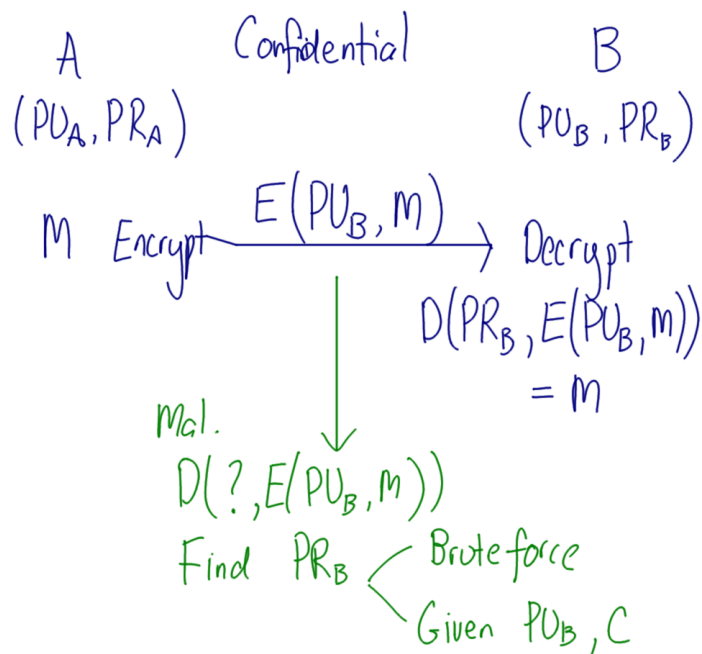 A Confidential B
(PU_A, PR_A) (PU_B, PR_B)
M Encrypt E(PU_B, M) Decrypt
D(PR_B, E(PU_B, M))
= M
Mal.
D(?, E(PU_B, M))
Find PR_B Bruteforce
Given PU_B, C